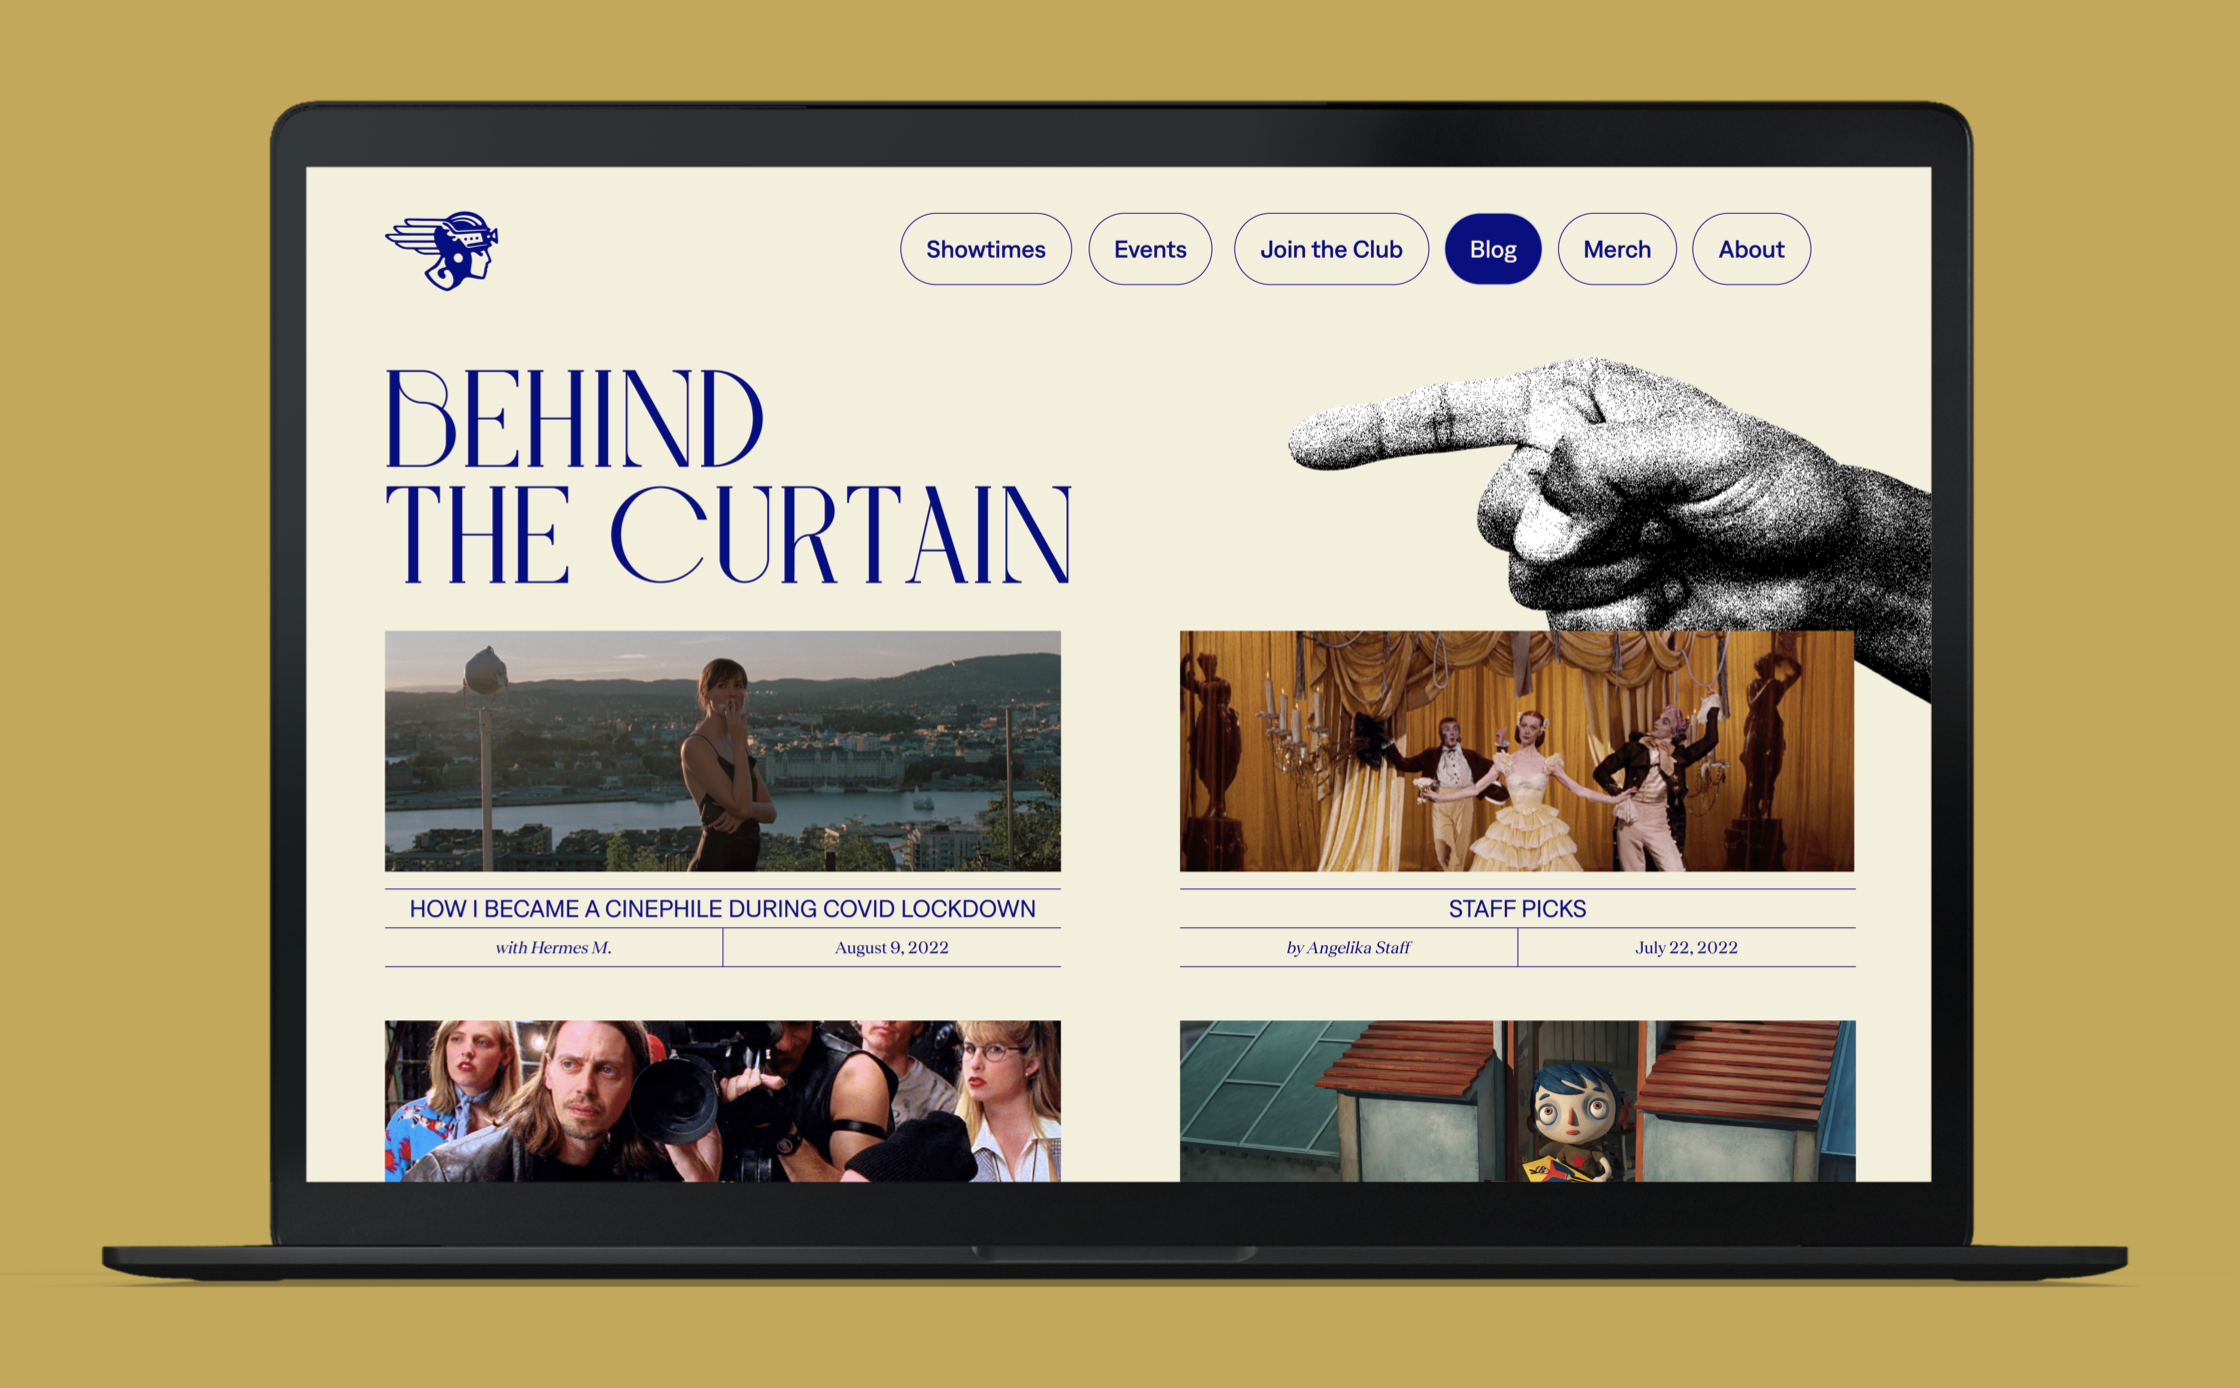 Showtimes
Events
Join the Club
Blog
Merch
About
BEHIND
THE CURTAIN
HOW I BECAME A CINEPHILE DURING COVID LOCKDOWN
with Hermes M.
August 9, 2022
STAFF PICKS
by Angelika Staff
July 22, 2022